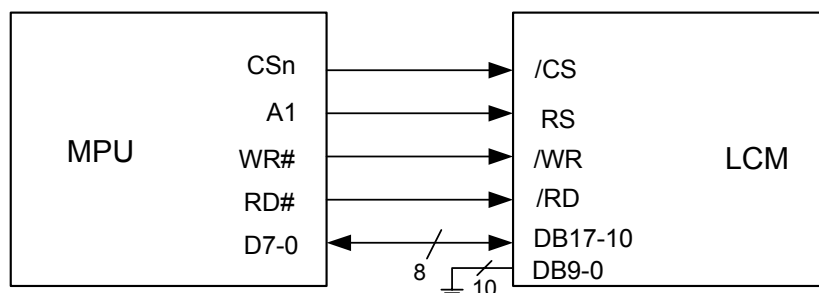 CSn /CS
A1 RS
MPU WR# /WR LCM
RD# /RD
D7-0 DB17-10
8 DB9-0
10